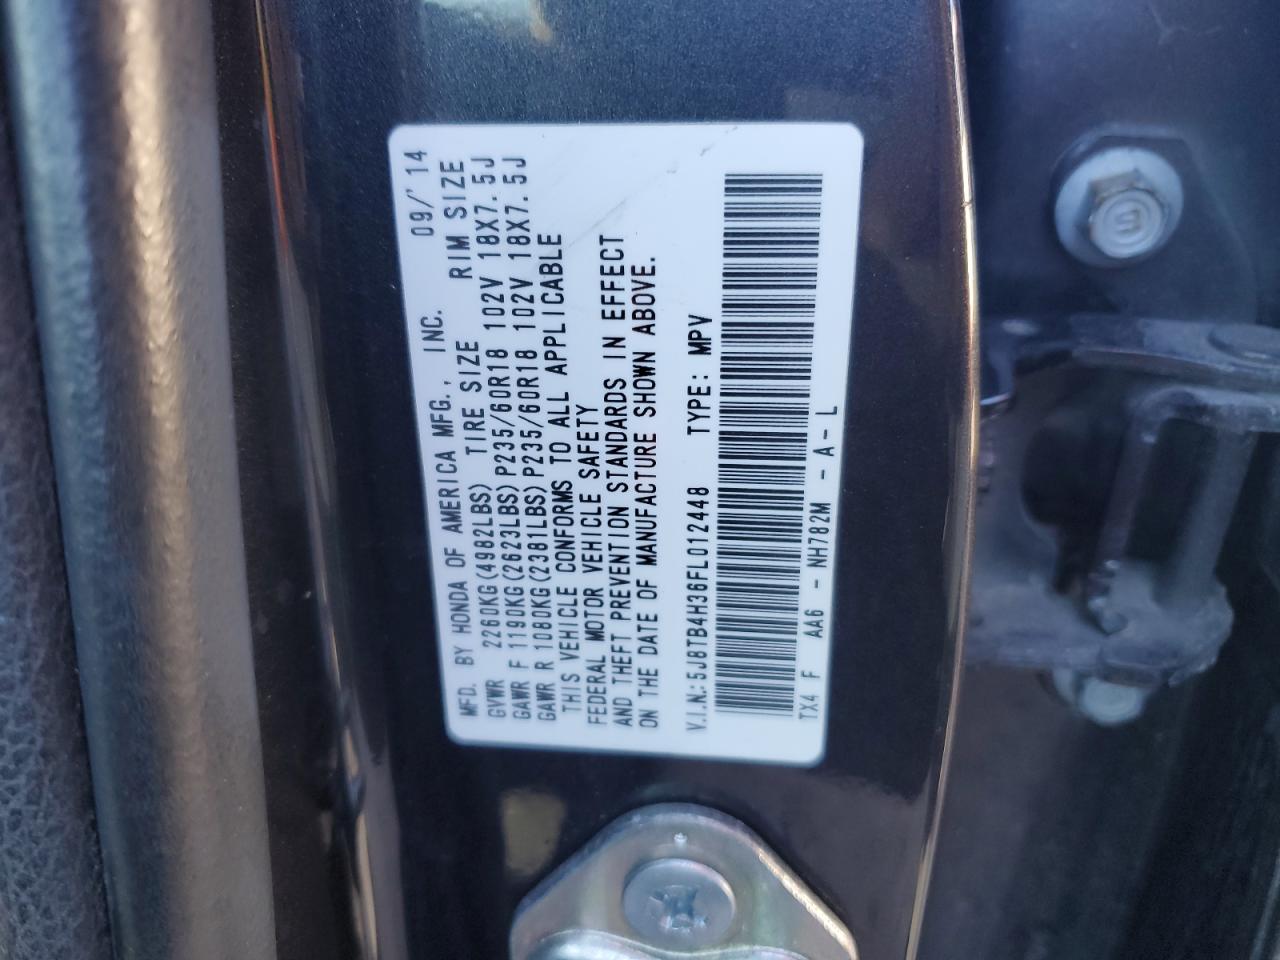 MFD. BY HONDA OF AMERICA MFG., INC. 09/'14
GVWR 2260KG(4982LBS) TIRE SIZE RIM SIZE
GAWR F 1190KG(2623LBS) P235/60R18 102V 18X7.5J
GAWR R 1080KG(2381LBS) P235/60R18 102V 18X7.5J
THIS VEHICLE CONFORMS TO ALL APPLICABLE
FEDERAL MOTOR VEHICLE SAFETY
AND THEFT PREVENTION STANDARDS IN EFFECT
ON THE DATE OF MANUFACTURE SHOWN ABOVE.
V.I.N.: 5J8TB4H36FL012448 TYPE: MPV
TX4 F AA6 - NH782M - A - L